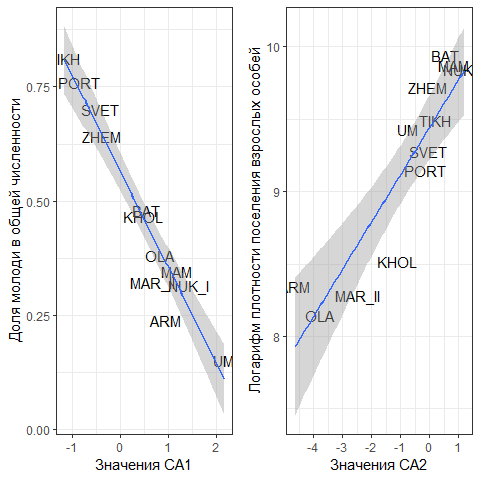 Доля молоди в общей численности
0.75
0.50
0.25
0.00
IKH
PORT
SVET
ZHEM
BAT
KHOL
OLA
MAM
MAR_
NUK_I
ARM
UM
-1
0
1
2
Значения CA1
Логарифм плотности поселения взрослых особей
10
9
8
BAT
MAM
NUK
ZHEM
TIKH
UM
SVET
PORT
KHOL
ARM
MAR_II
OLA
-4
-3
-2
-1
0
1
Значения CA2